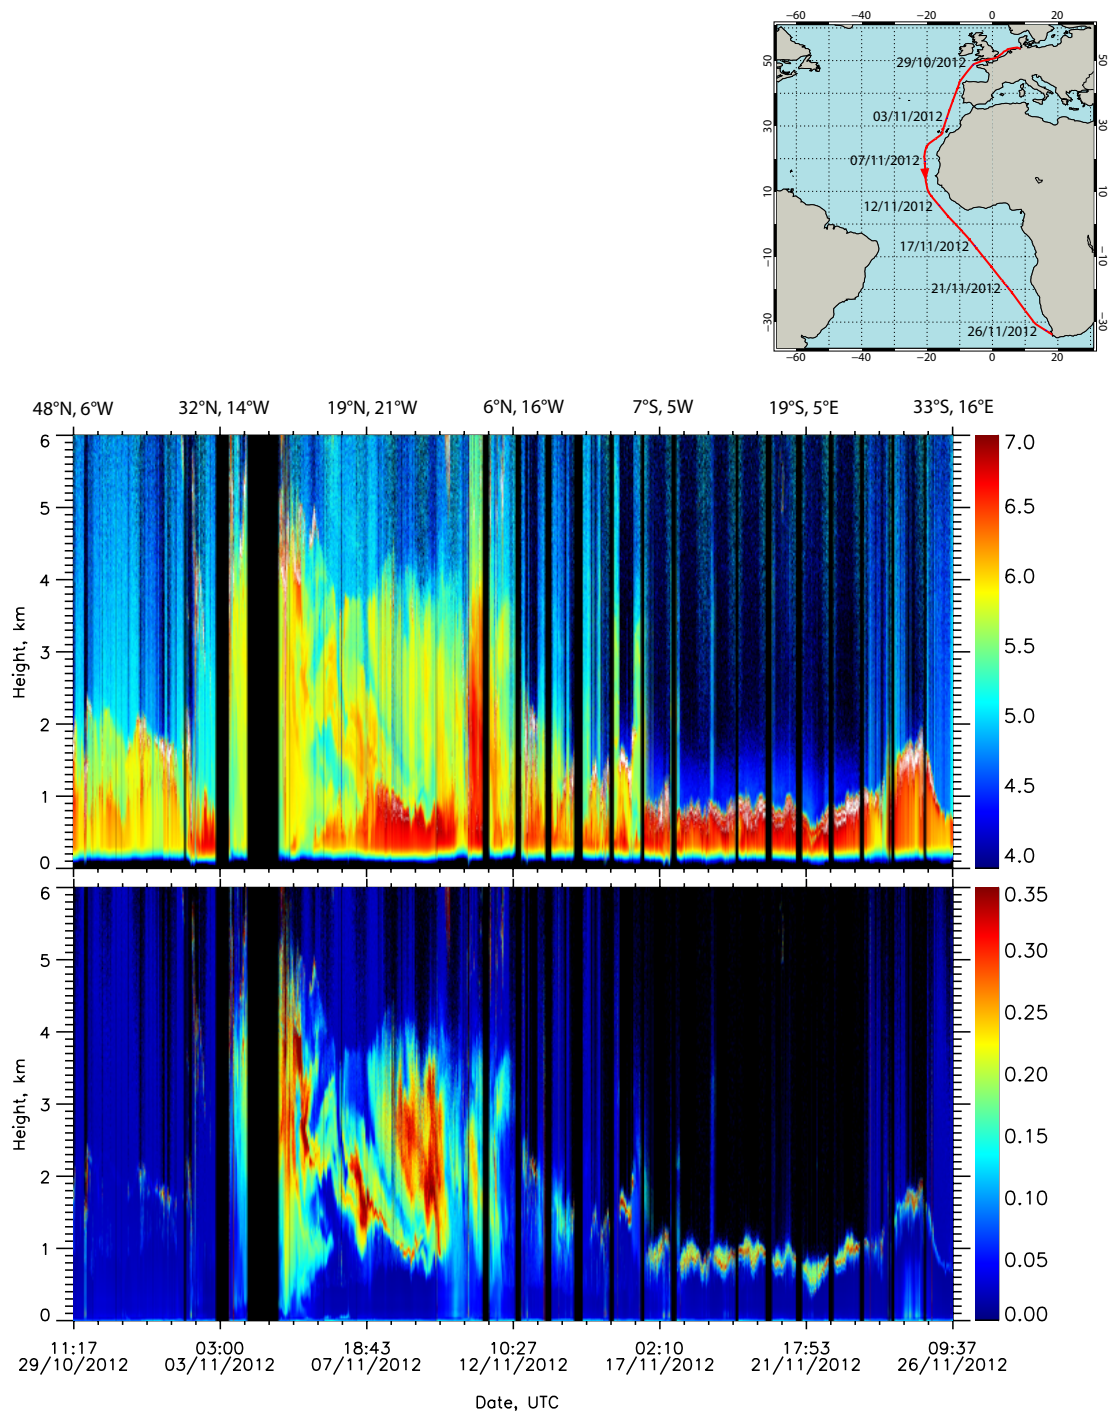 −60 −40 −20 0 20
50 29/10/2012 50
30 03/11/2012 30
07/11/2012
10 12/11/2012 10
−10 17/11/2012 −10
21/11/2012
−30 26/11/2012 −30
−60 −40 −20 0 20
48°N, 6°W 32°N, 14°W 19°N, 21°W 6°N, 16°W 7°S, 5°W 19°S, 5°E 33°S, 16°E
6 7.0
5 6.5
4 6.0
Height, km
3 5.5
2 5.0
1 4.5
0 4.0
6 0.35
5 0.30
0.25
4
Height, km
3 0.20
2 0.15
0.10
1 0.05
0 0.00
11:17 03:00 18:43 10:27 02:10 17:53 09:37
29/10/2012 03/11/2012 07/11/2012 12/11/2012 17/11/2012 21/11/2012 26/11/2012
Date, UTC